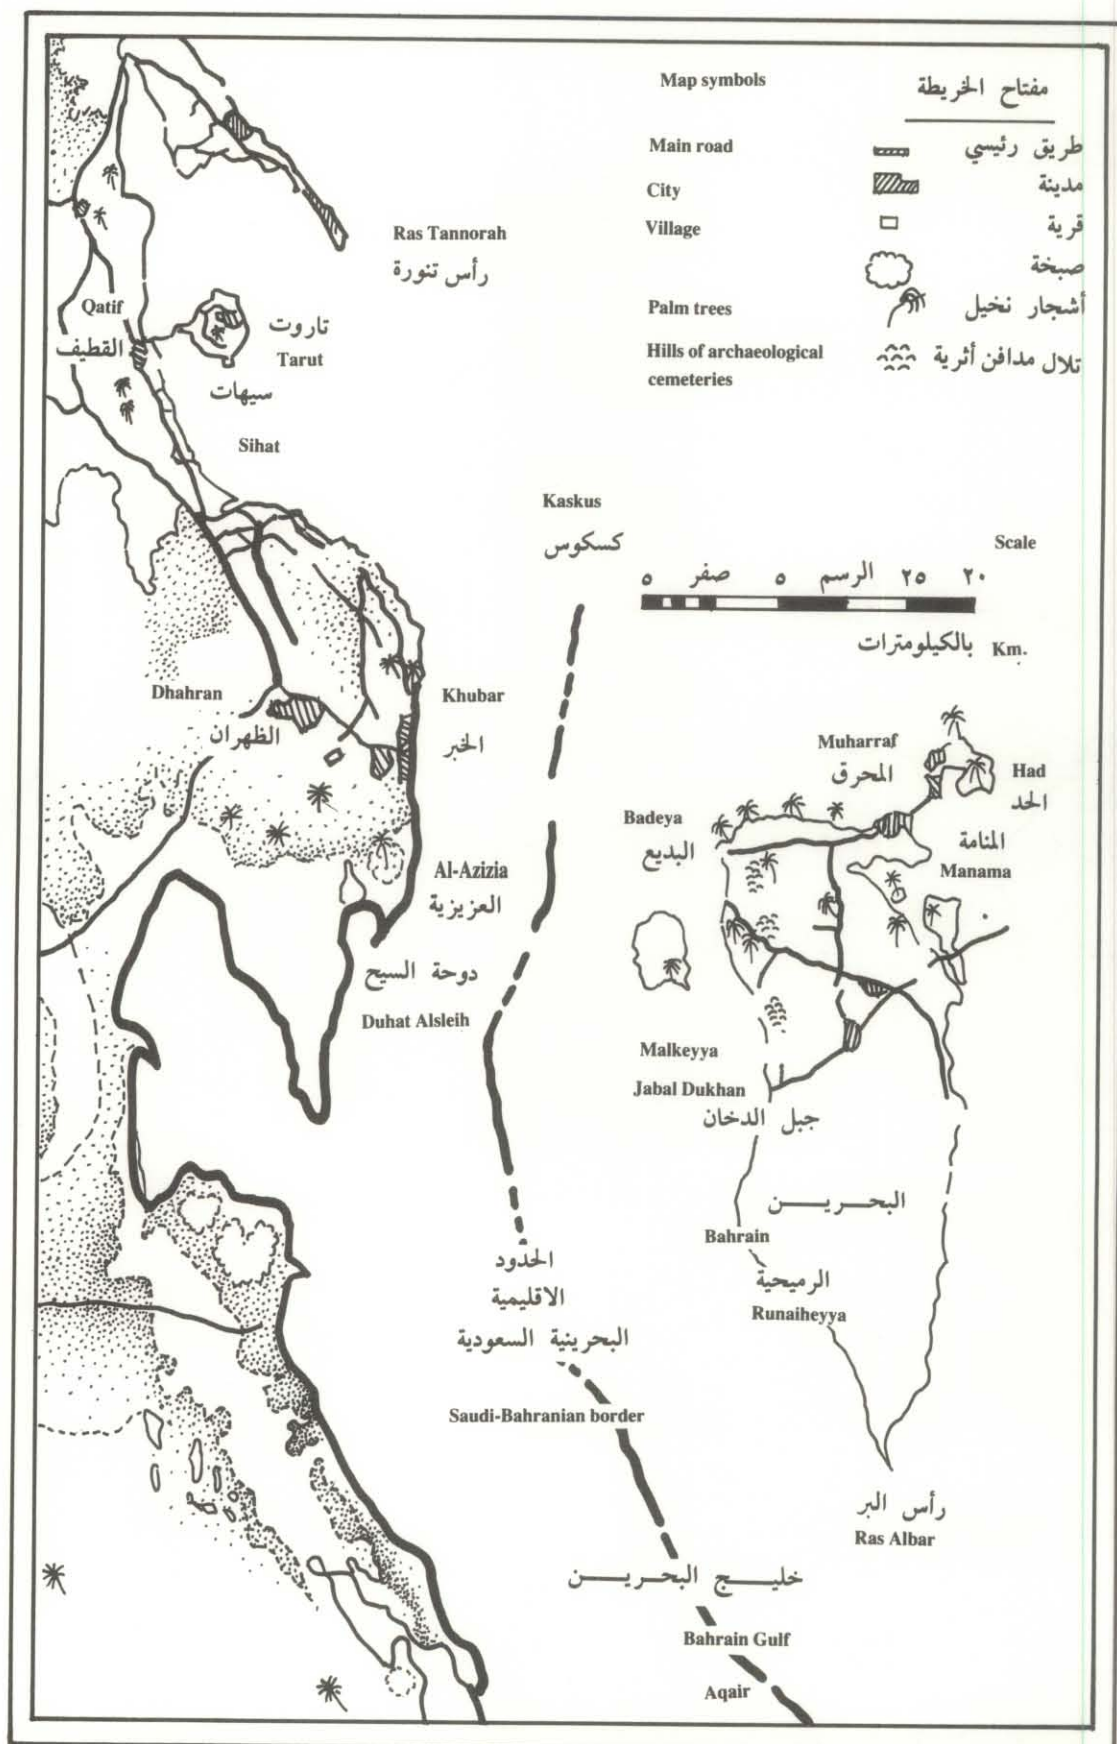 Map symbols
مفتاح الخريطة
Main road
طريق رئيسي
City
مدينة
Village
قرية
صبخة
Palm trees
أشجار نخيل
Hills of archaeological
cemeteries
تلال مدافن أثرية
Ras Tannorah
رأس تنورة
Qatif
القطيف
تاروت
Tarut
سيهات
Sihat
Kaskus
كسكوس
Scale
٥ صفر ٥ الرسم ٢٥ ٢٠
بالكيلومترات
Km.
Dhahran
الظهران
Khubar
الخبر
Muharraf
المحرق
Had
الحد
Badeya
البديع
المنامة
Manama
Al-Azizia
العزيزية
دوحة السيح
Duhat Alsleih
Malkeyya
Jabal Dukhan
جبل الدخان
البحريـــن
Bahrain
الرميحية
Runaiheyya
الحدود
الاقليمية
البحرينية السعودية
Saudi-Bahranian border
رأس البر
Ras Albar
خليـــج البحريـــن
Bahrain Gulf
Aqair